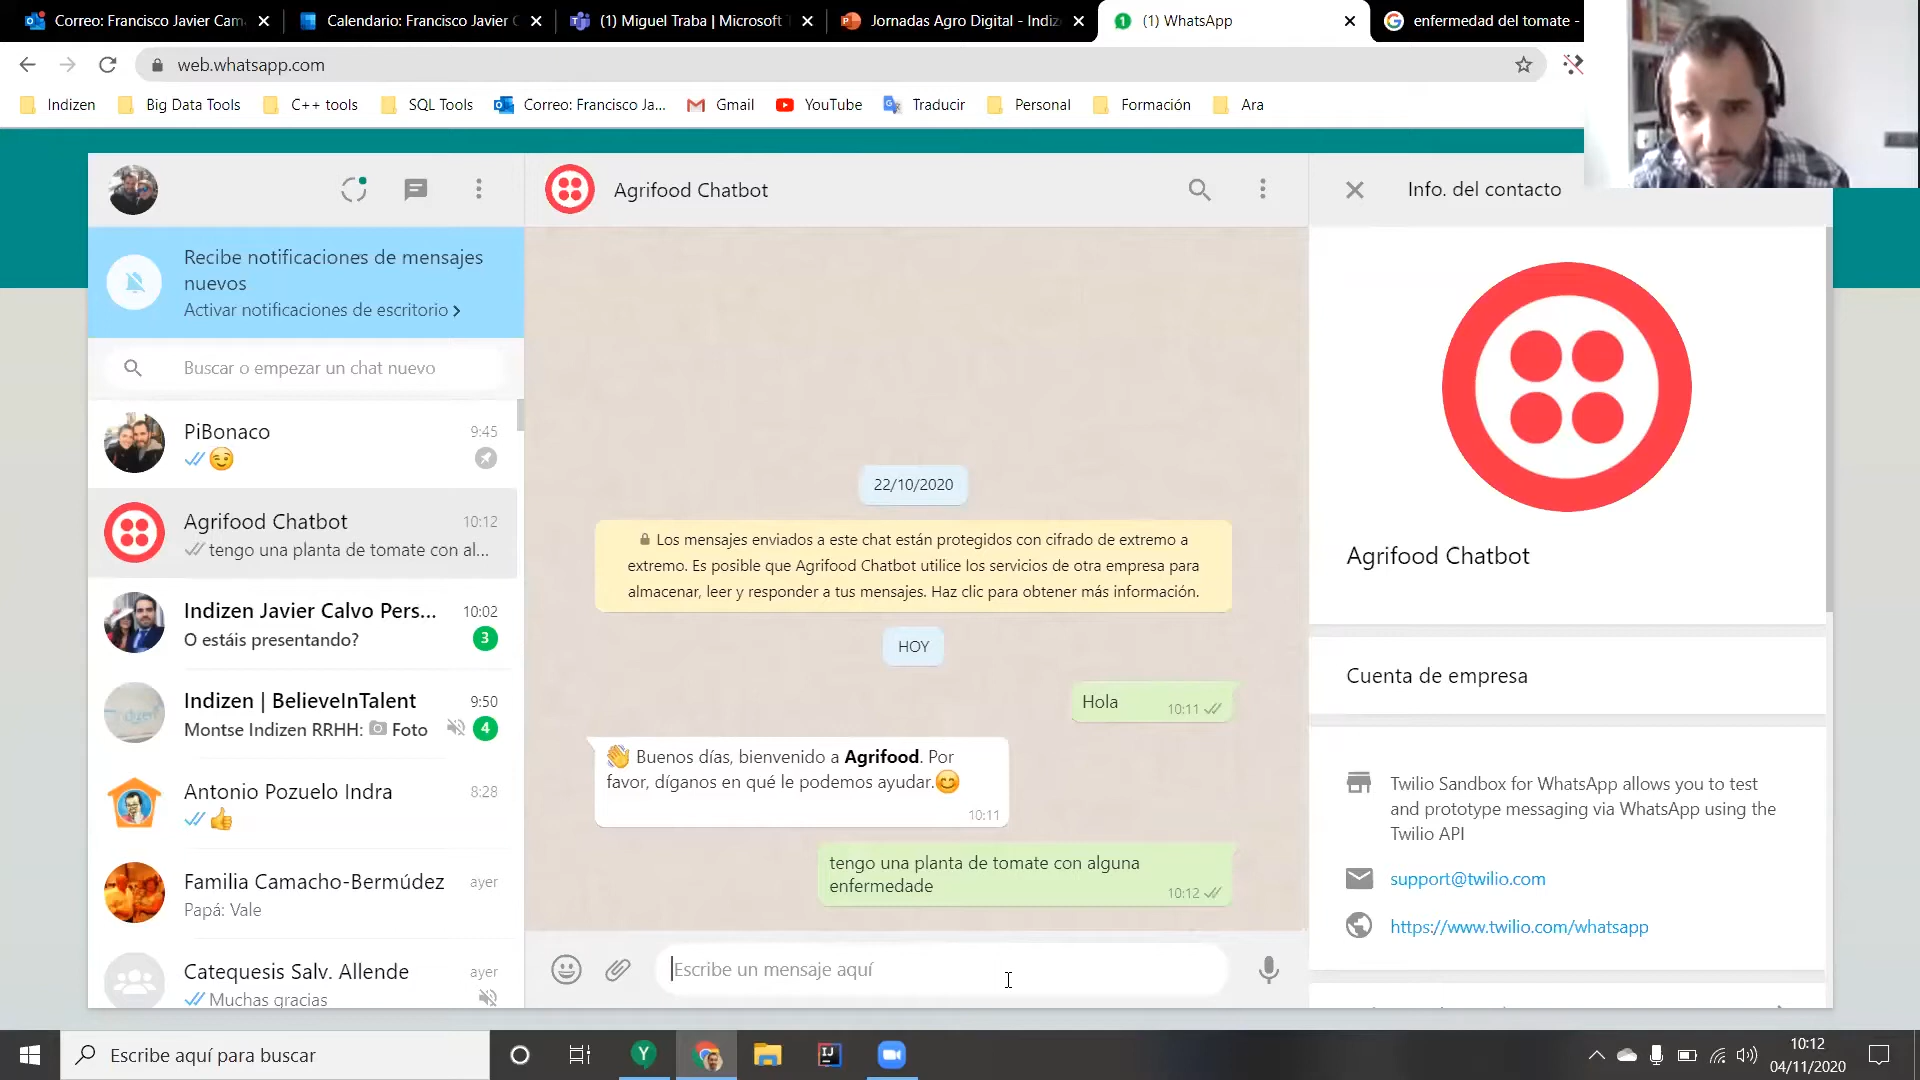 Correo: Francisco Javier Cam
Calendario: Francisco Javier C
(1) Miguel Traba | Microsoft T
Jornadas Agro Digital - Indiz
(1) WhatsApp
enfermedad del tomate -
web.whatsapp.com
Indizen
Big Data Tools
C++ tools
SQL Tools
Correo: Francisco Ja...
Gmail
YouTube
Traducir
Personal
Formación
Ara
Agrifood Chatbot
Info. del contacto
Recibe notificaciones de mensajes
nuevos
Activar notificaciones de escritorio
Buscar o empezar un chat nuevo
PiBonaco
9:45
Agrifood Chatbot
10:12
tengo una planta de tomate con al...
Indizen Javier Calvo Pers...
10:02
O estáis presentando?
3
Indizen | BelieveInTalent
9:50
Montse Indizen RRHH: Foto
4
Antonio Pozuelo Indra
8:28
Familia Camacho-Bermúdez
ayer
Papá: Vale
Catequesis Salv. Allende
ayer
Muchas gracias
22/10/2020
Los mensajes enviados a este chat están protegidos con cifrado de extremo a
extremo. Es posible que Agrifood Chatbot utilice los servicios de otra empresa para
almacenar, leer y responder a tus mensajes. Haz clic para obtener más información.
HOY
Hola
10:11
Buenos días, bienvenido a Agrifood. Por
favor, díganos en qué le podemos ayudar.
10:11
tengo una planta de tomate con alguna
enfermedade
10:12
Escribe un mensaje aquí
Agrifood Chatbot
Cuenta de empresa
Twilio Sandbox for WhatsApp allows you to test
and prototype messaging via WhatsApp using the
Twilio API
support@twilio.com
https://www.twilio.com/whatsapp
Escribe aquí para buscar
10:12
04/11/2020